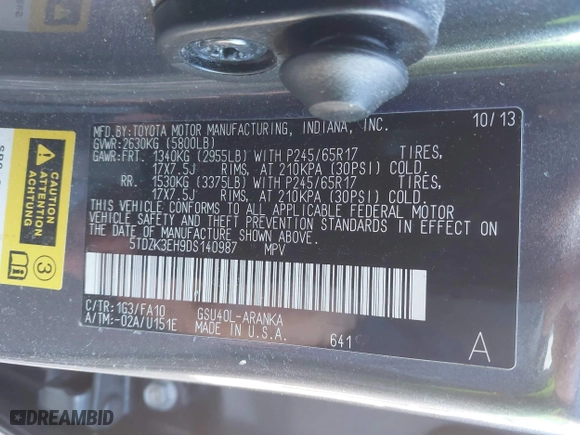 MFD.BY:TOYOTA MOTOR MANUFACTURING, INDIANA, INC. 10/13
GVWR:2630KG (5800LB)
GAWR:FRT. 1340KG (2955LB) WITH P245/65R17 TIRES,
17X7.5J RIMS, AT 210KPA (30PSI) COLD.
RR. 1530KG (3375LB) WITH P245/65R17 TIRES,
17X7.5J RIMS, AT 210KPA (30PSI) COLD.
THIS VEHICLE CONFORMS TO ALL APPLICABLE FEDERAL MOTOR
VEHICLE SAFETY AND THEFT PREVENTION STANDARDS IN EFFECT ON
THE DATE OF MANUFACTURE SHOWN ABOVE.
5TDZK3EH9DS140987 MPV
C/TR:1G3/FA10 GSU40L-ARANKA
A/TM:-02A/U151E MADE IN U.S.A. 641 A
3
DREAMBID